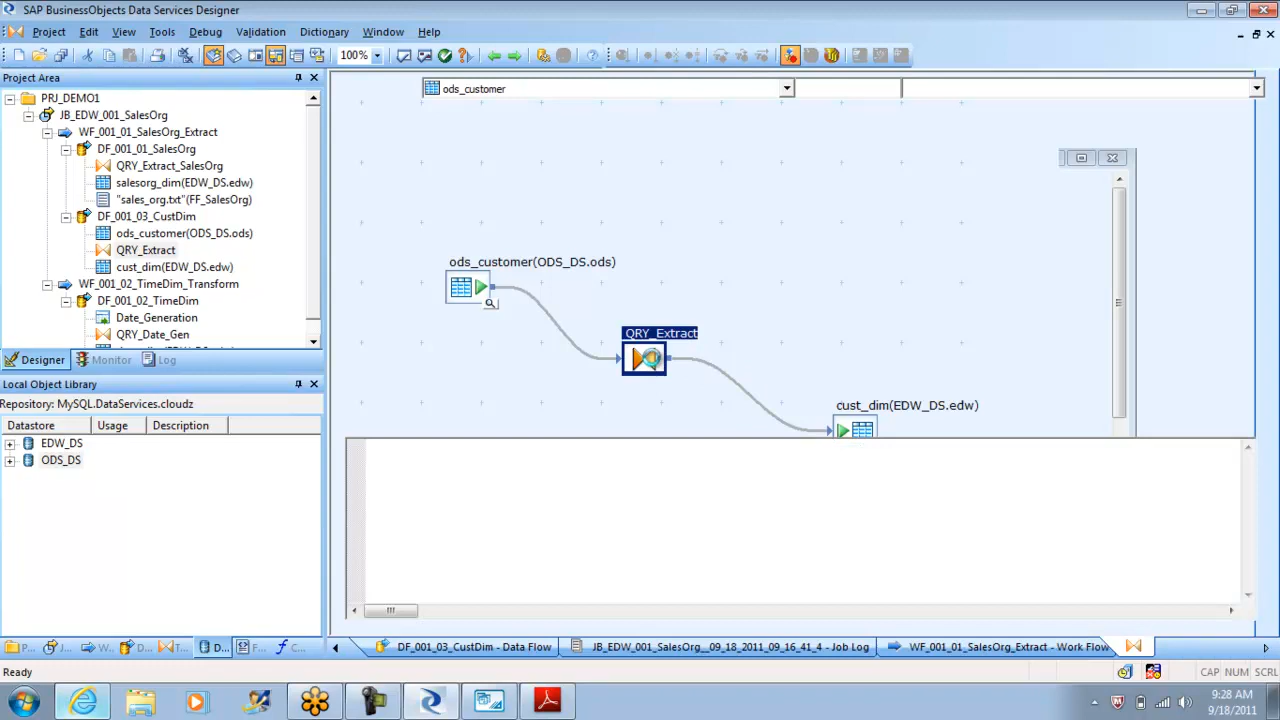 SAP BusinessObjects Data Services Designer
Project Edit View Tools Debug Validation Dictionary Window Help
100%
Project Area
PRJ_DEMO1
JB_EDW_001_SalesOrg
WF_001_01_SalesOrg_Extract
DF_001_01_SalesOrg
QRY_Extract_SalesOrg
salesorg_dim(EDW_DS.edw)
"sales_org.txt"(FF_SalesOrg)
DF_001_03_CustDim
ods_customer(ODS_DS.ods)
QRY_Extract
cust_dim(EDW_DS.edw)
WF_001_02_TimeDim_Transform
DF_001_02_TimeDim
Date_Generation
QRY_Date_Gen
Designer Monitor Log
Local Object Library
Repository: MySQL.DataServices.cloudz
Datastore Usage Description
EDW_DS
ODS_DS
P... J... W... D... T... D... F... C...
ods_customer
ods_customer(ODS_DS.ods)
QRY_Extract
cust_dim(EDW_DS.edw)
DF_001_03_CustDim - Data Flow JB_EDW_001_SalesOrg__09_18_2011_09_16_41_4 - Job Log WF_001_01_SalesOrg_Extract - Work Flow
Ready
CAP NUM SCRL
9:28 AM
9/18/2011